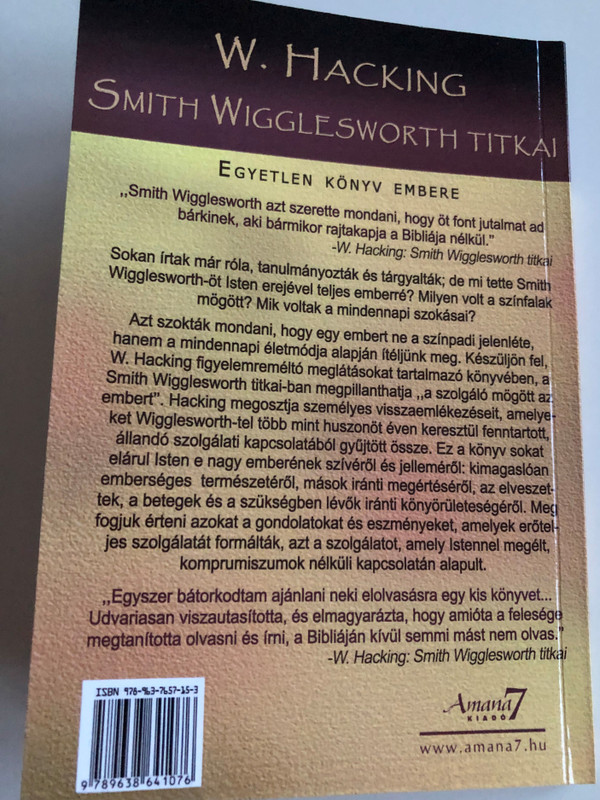 W. HACKING
SMITH WIGGLESWORTH TITKAI
EGYETLEN KÖNYV EMBERE
„Smith Wigglesworth azt szerette mondani, hogy öt font jutalmat ad
bárkinek, aki bármikor rajtakapja a Bibliája nélkül.”
-W. Hacking: Smith Wigglesworth titkai
Sokan írtak már róla, tanulmányozták és tárgyalták; de mi tette Smith
Wigglesworth-öt Isten erejével teljes emberré? Milyen volt a színfalak
mögött? Mik voltak a mindennapi szokásai?
Azt szokták mondani, hogy egy embert ne a színpadi jelenléte,
hanem a mindennapi életmódja alapján ítéljünk meg. Készüljön fel,
W. Hacking figyelemreméltó meglátásokat tartalmazó könyvében, a
Smith Wigglesworth titkai-ban megpillanthatja „a szolgáló mögött az
embert”. Hacking megosztja személyes visszaemlékezéseit, amelye-
ket Wigglesworth-tel több mint huszonöt éven keresztül fenntartott,
állandó szolgálati kapcsolatából gyűjtött össze. Ez a könyv sokat
elárul Isten e nagy emberének szívéről és jelleméről: kimagaslóan
emberséges természetéről, mások iránti megértéséről, az elveszet-
tek, a betegek és a szükségben lévők iránti könyörületeségéről. Meg
fogjuk érteni azokat a gondolatokat és eszményeket, amelyek erőtel-
jes szolgálatát formálták, azt a szolgálatot, amely Istennel megélt,
komprumiszumok nélküli kapcsolatán alapult.
„Egyszer bátorkodtam ajánlani neki elolvasásra egy kis könyvet...
Udvariasan viszautasította, és elmagyarázta, hogy amióta a felesége
megtanította olvasni és írni, a Bibliáján kívül semmi mást nem olvas.”
-W. Hacking: Smith Wigglesworth titkai
ISBN 978-963-7657-15-3
9 789638 641076
Amana7
KIADÓ
www.amana7.hu